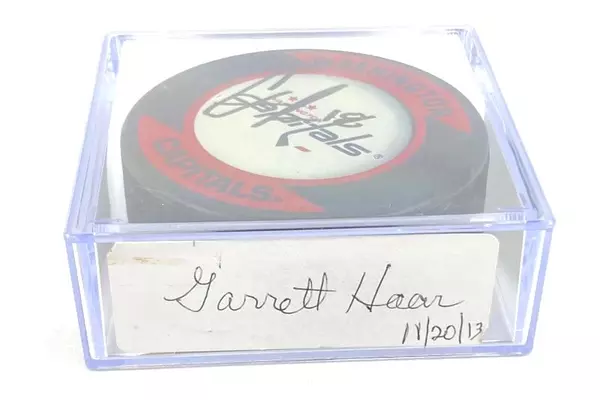 WASHINGTON
capitals
CAPITALS
Garrett Haar
11/20/13